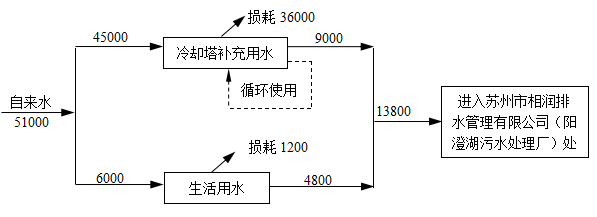 损耗 36000
45000
冷却塔补充用水
9000
循环使用
自来水
51000
13800
进入苏州市相润排
水管理有限公司（阳
澄湖污水处理厂）处
损耗 1200
6000
生活用水
4800